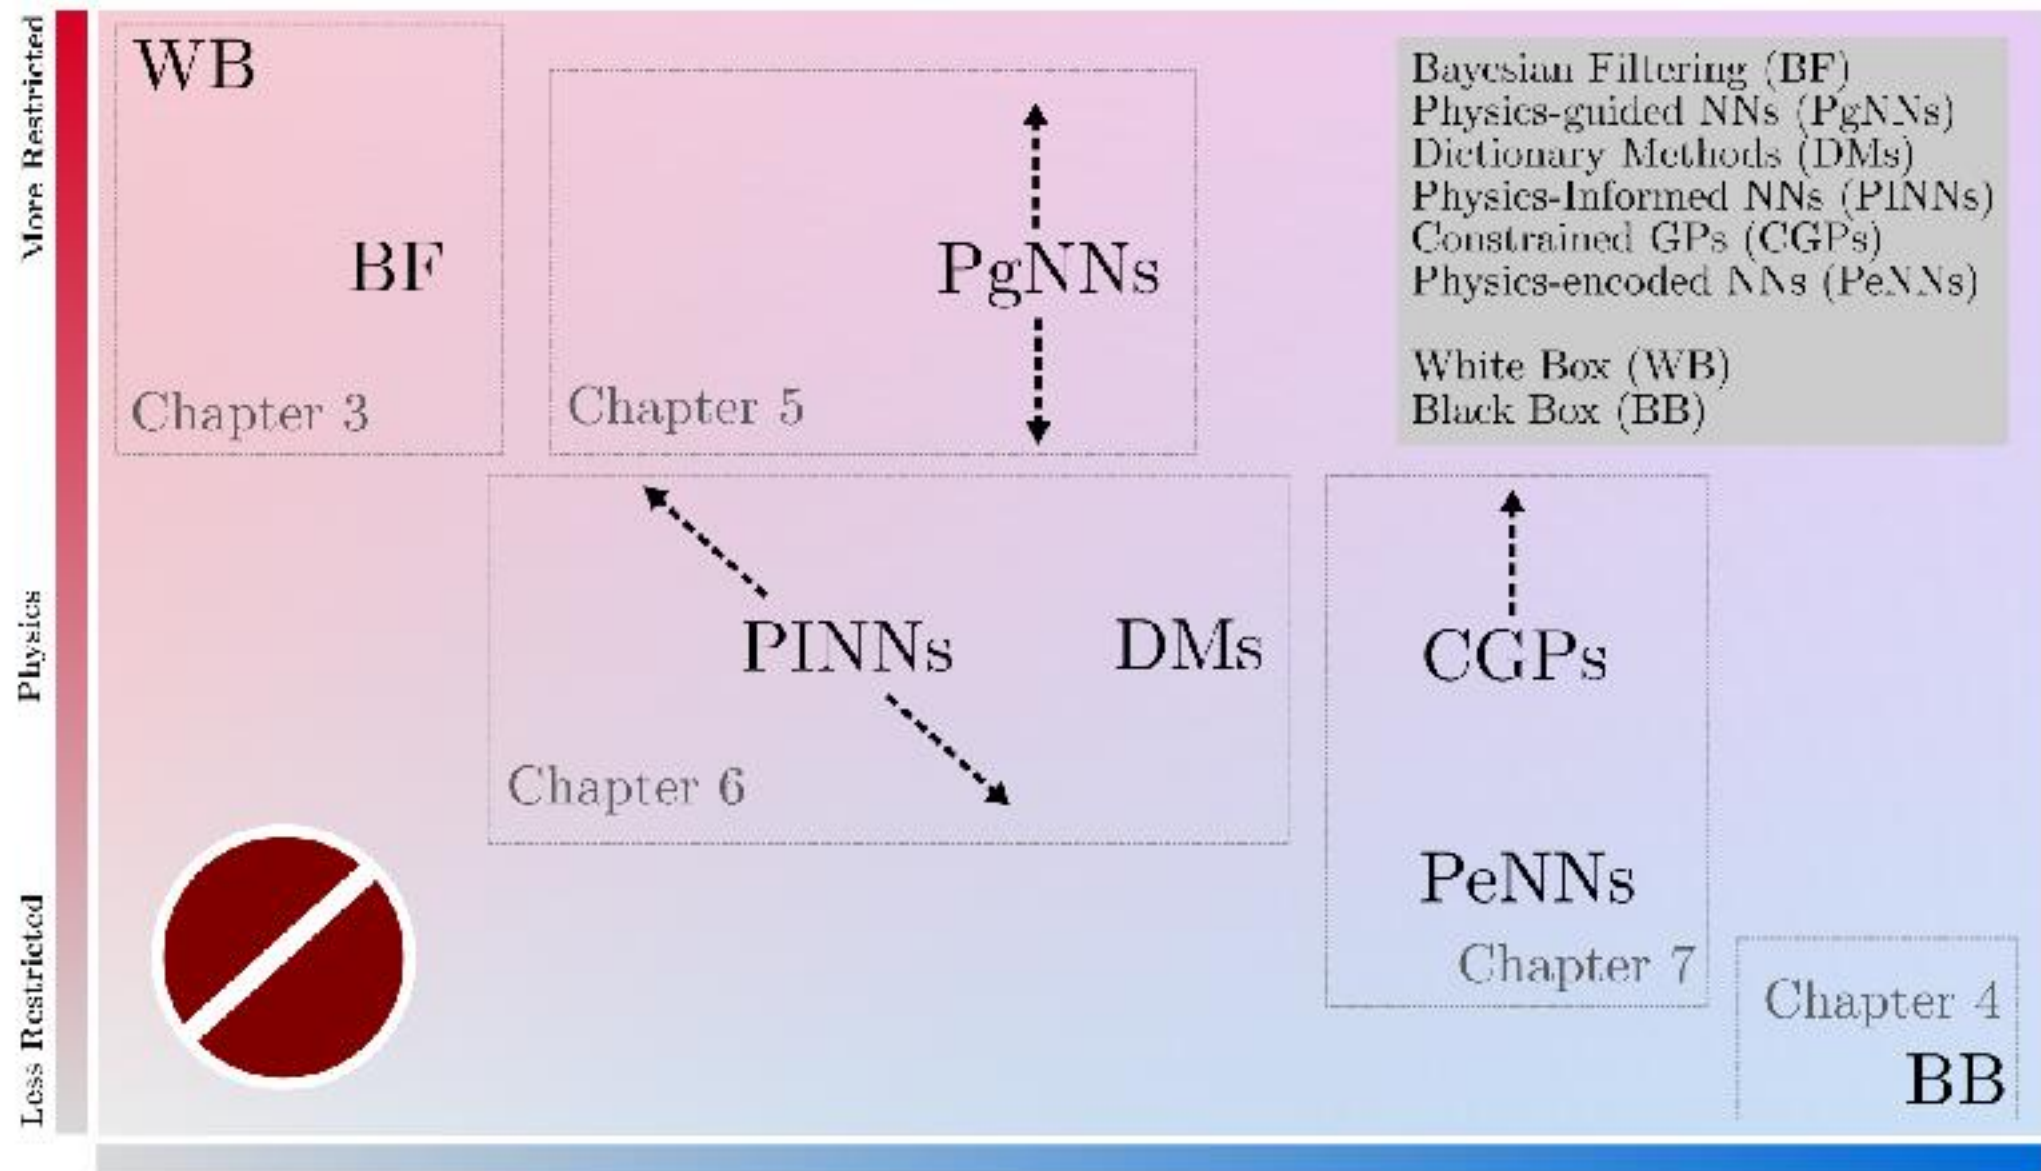 More Restricted
Physics
Less Restricted
WB
BF
Chapter 3
PgNNs
Chapter 5
Bayesian Filtering (BF)
Physics-guided NNs (PgNNs)
Dictionary Methods (DMs)
Physics-Informed NNs (PINNs)
Constrained GPs (CGPs)
Physics-encoded NNs (PeNNs)
White Box (WB)
Black Box (BB)
PINNs
DMs
Chapter 6
CGPs
PeNNs
Chapter 7
Chapter 4
BB